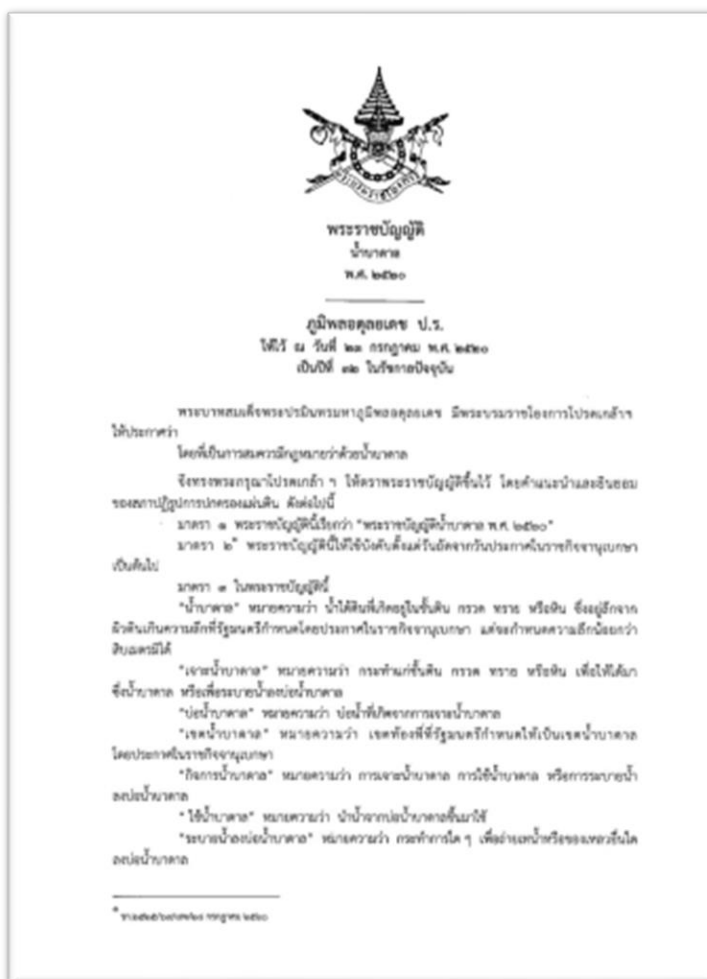 พระราชบัญญัติ
น้ำบาดาล
พ.ศ. ๒๕๒๐
ภูมิพลอดุลยเดช ป.ร.
ให้ไว้ ณ วันที่ ๒๓ กรกฎาคม พ.ศ. ๒๕๒๐
เป็นปีที่ ๓๒ ในรัชกาลปัจจุบัน
พระบาทสมเด็จพระปรมินทรมหาภูมิพลอดุลยเดช มีพระบรมราชโองการโปรดเกล้าฯ
ให้ประกาศว่า
โดยที่เป็นการสมควรมีกฎหมายว่าด้วยน้ำบาดาล
จึงทรงพระกรุณาโปรดเกล้า ฯ ให้ตราพระราชบัญญัติขึ้นไว้ โดยคำแนะนำและยินยอม
ของสภาปฏิรูปการปกครองแผ่นดิน ดังต่อไปนี้
มาตรา ๑ พระราชบัญญัตินี้เรียกว่า "พระราชบัญญัติน้ำบาดาล พ.ศ. ๒๕๒๐"
มาตรา ๒* พระราชบัญญัตินี้ให้ใช้บังคับตั้งแต่วันถัดจากวันประกาศในราชกิจจานุเบกษา
เป็นต้นไป
มาตรา ๓ ในพระราชบัญญัตินี้
"น้ำบาดาล" หมายความว่า น้ำใต้ดินที่เกิดอยู่ในชั้นดิน กรวด ทราย หรือหิน ซึ่งอยู่ลึกจาก
ผิวดินเกินความลึกที่รัฐมนตรีกำหนดโดยประกาศในราชกิจจานุเบกษา แต่จะกำหนดความลึกน้อยกว่า
สิบเมตรมิได้
"เจาะน้ำบาดาล" หมายความว่า กระทำแก่ชั้นดิน กรวด ทราย หรือหิน เพื่อให้ได้มา
ซึ่งน้ำบาดาล หรือเพื่อระบายน้ำลงบ่อน้ำบาดาล
"บ่อน้ำบาดาล" หมายความว่า บ่อน้ำที่เกิดจากการเจาะน้ำบาดาล
"เขตน้ำบาดาล" หมายความว่า เขตท้องที่ที่รัฐมนตรีกำหนดให้เป็นเขตน้ำบาดาล
โดยประกาศในราชกิจจานุเบกษา
"กิจการน้ำบาดาล" หมายความว่า การเจาะน้ำบาดาล การใช้น้ำบาดาล หรือการระบายน้ำ
ลงบ่อน้ำบาดาล
" ใช้น้ำบาดาล" หมายความว่า นำน้ำจากบ่อน้ำบาดาลขึ้นมาใช้
"ระบายน้ำลงบ่อน้ำบาดาล" หมายความว่า กระทำการใด ๆ เพื่อถ่ายเทน้ำหรือของเหลวอื่นใด
ลงบ่อน้ำบาดาล